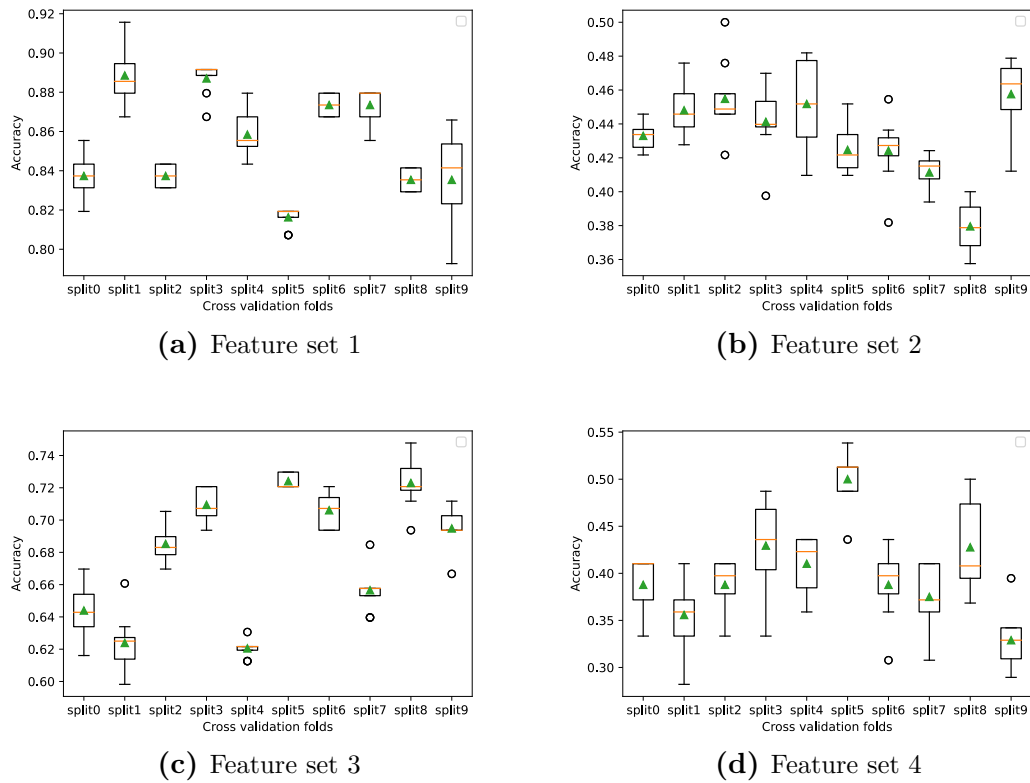 0.92
0.90
0.88
0.86
0.84
0.82
0.80
Accuracy
split0 split1 split2 split3 split4 split5 split6 split7 split8 split9
Cross validation folds
(a) Feature set 1
0.50
0.48
0.46
0.44
0.42
0.40
0.38
0.36
Accuracy
split0 split1 split2 split3 split4 split5 split6 split7 split8 split9
Cross validation folds
(b) Feature set 2
0.74
0.72
0.70
0.68
0.66
0.64
0.62
0.60
Accuracy
split0 split1 split2 split3 split4 split5 split6 split7 split8 split9
Cross validation folds
(c) Feature set 3
0.55
0.50
0.45
0.40
0.35
0.30
Accuracy
split0 split1 split2 split3 split4 split5 split6 split7 split8 split9
Cross validation folds
(d) Feature set 4